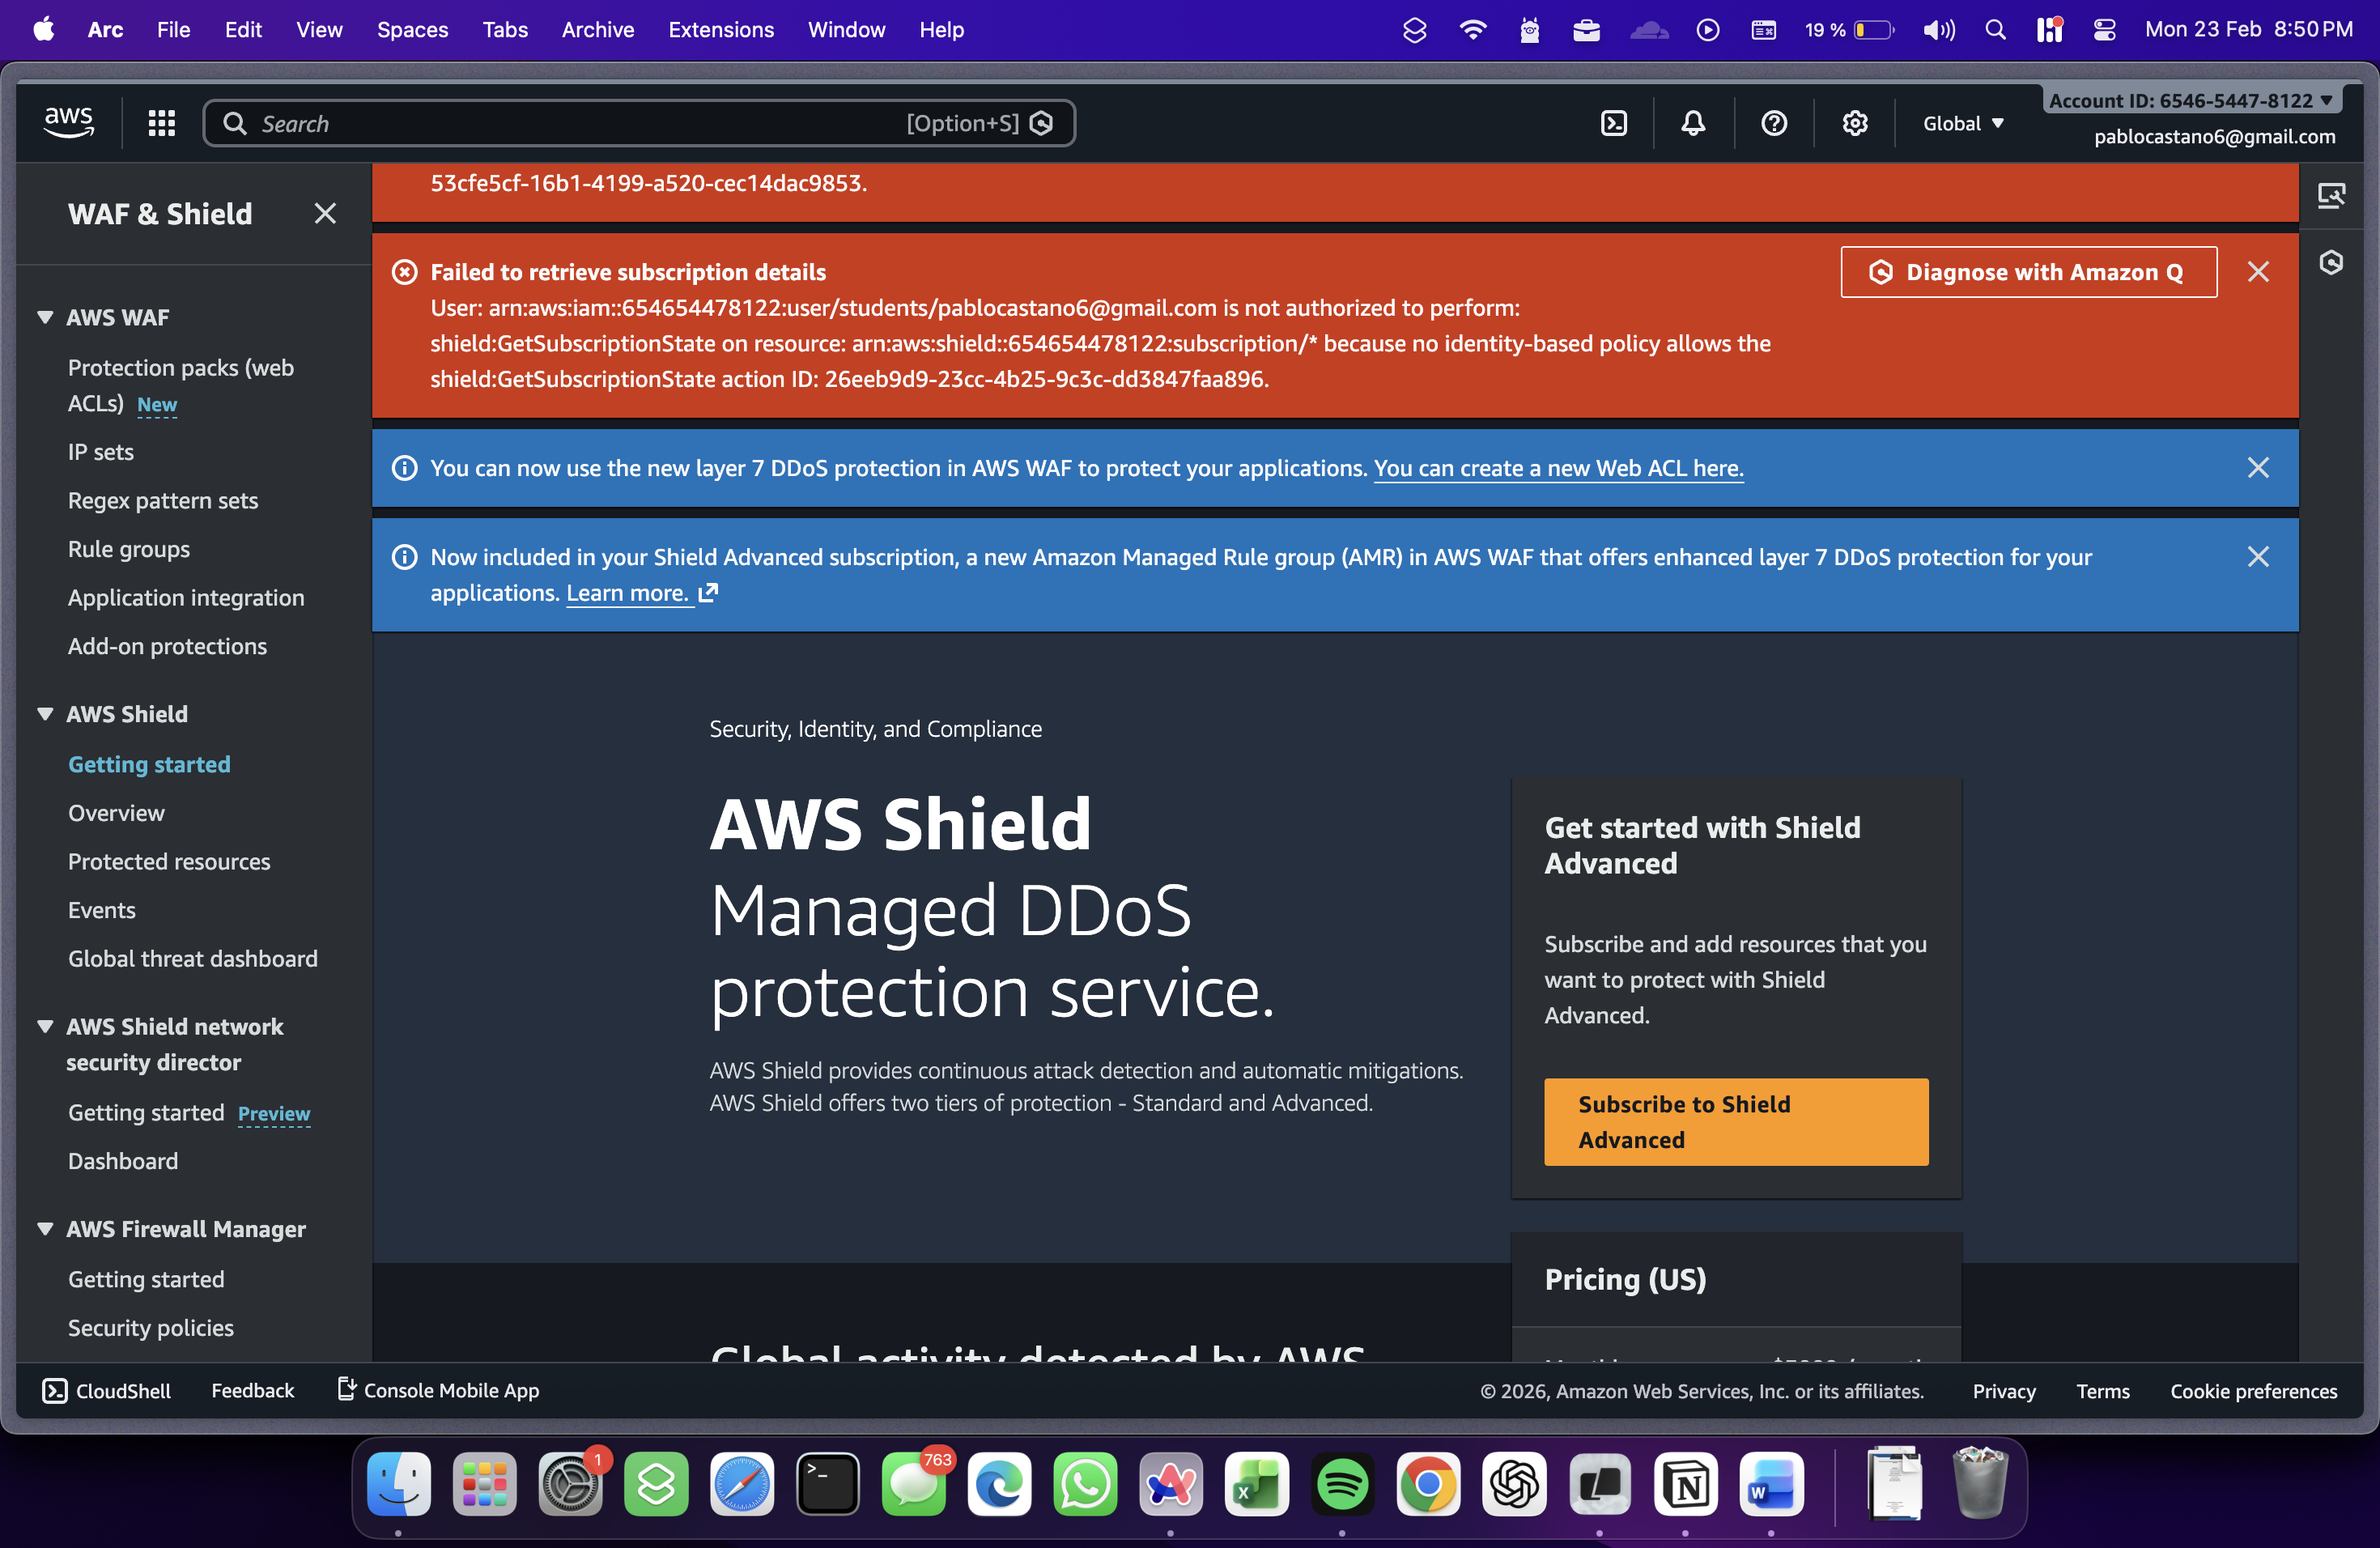 Arc File Edit View Spaces Tabs Archive Extensions Window Help 19 % Mon 23 Feb 8:50 PM
aws Search [Option+S] Global Account ID: 6546-5447-8122
pablocastano6@gmail.com
WAF & Shield
AWS WAF
Protection packs (web
ACLs) New
IP sets
Regex pattern sets
Rule groups
Application integration
Add-on protections
AWS Shield
Getting started
Overview
Protected resources
Events
Global threat dashboard
AWS Shield network
security director
Getting started Preview
Dashboard
AWS Firewall Manager
Getting started
Security policies
53cfe5cf-16b1-4199-a520-cec14dac9853.
Failed to retrieve subscription details
User: arn:aws:iam::654654478122:user/students/pablocastano6@gmail.com is not authorized to perform:
shield:GetSubscriptionState on resource: arn:aws:shield::654654478122:subscription/* because no identity-based policy allows the
shield:GetSubscriptionState action ID: 26eeb9d9-23cc-4b25-9c3c-dd3847faa896.
Diagnose with Amazon Q
You can now use the new layer 7 DDoS protection in AWS WAF to protect your applications. You can create a new Web ACL here.
Now included in your Shield Advanced subscription, a new Amazon Managed Rule group (AMR) in AWS WAF that offers enhanced layer 7 DDoS protection for your
applications. Learn more.
Security, Identity, and Compliance
AWS Shield
Managed DDoS
protection service.
AWS Shield provides continuous attack detection and automatic mitigations.
AWS Shield offers two tiers of protection - Standard and Advanced.
Get started with Shield
Advanced
Subscribe and add resources that you
want to protect with Shield
Advanced.
Subscribe to Shield
Advanced
Pricing (US)
Global activity detected by AWS
CloudShell Feedback Console Mobile App © 2026, Amazon Web Services, Inc. or its affiliates. Privacy Terms Cookie preferences
1
763